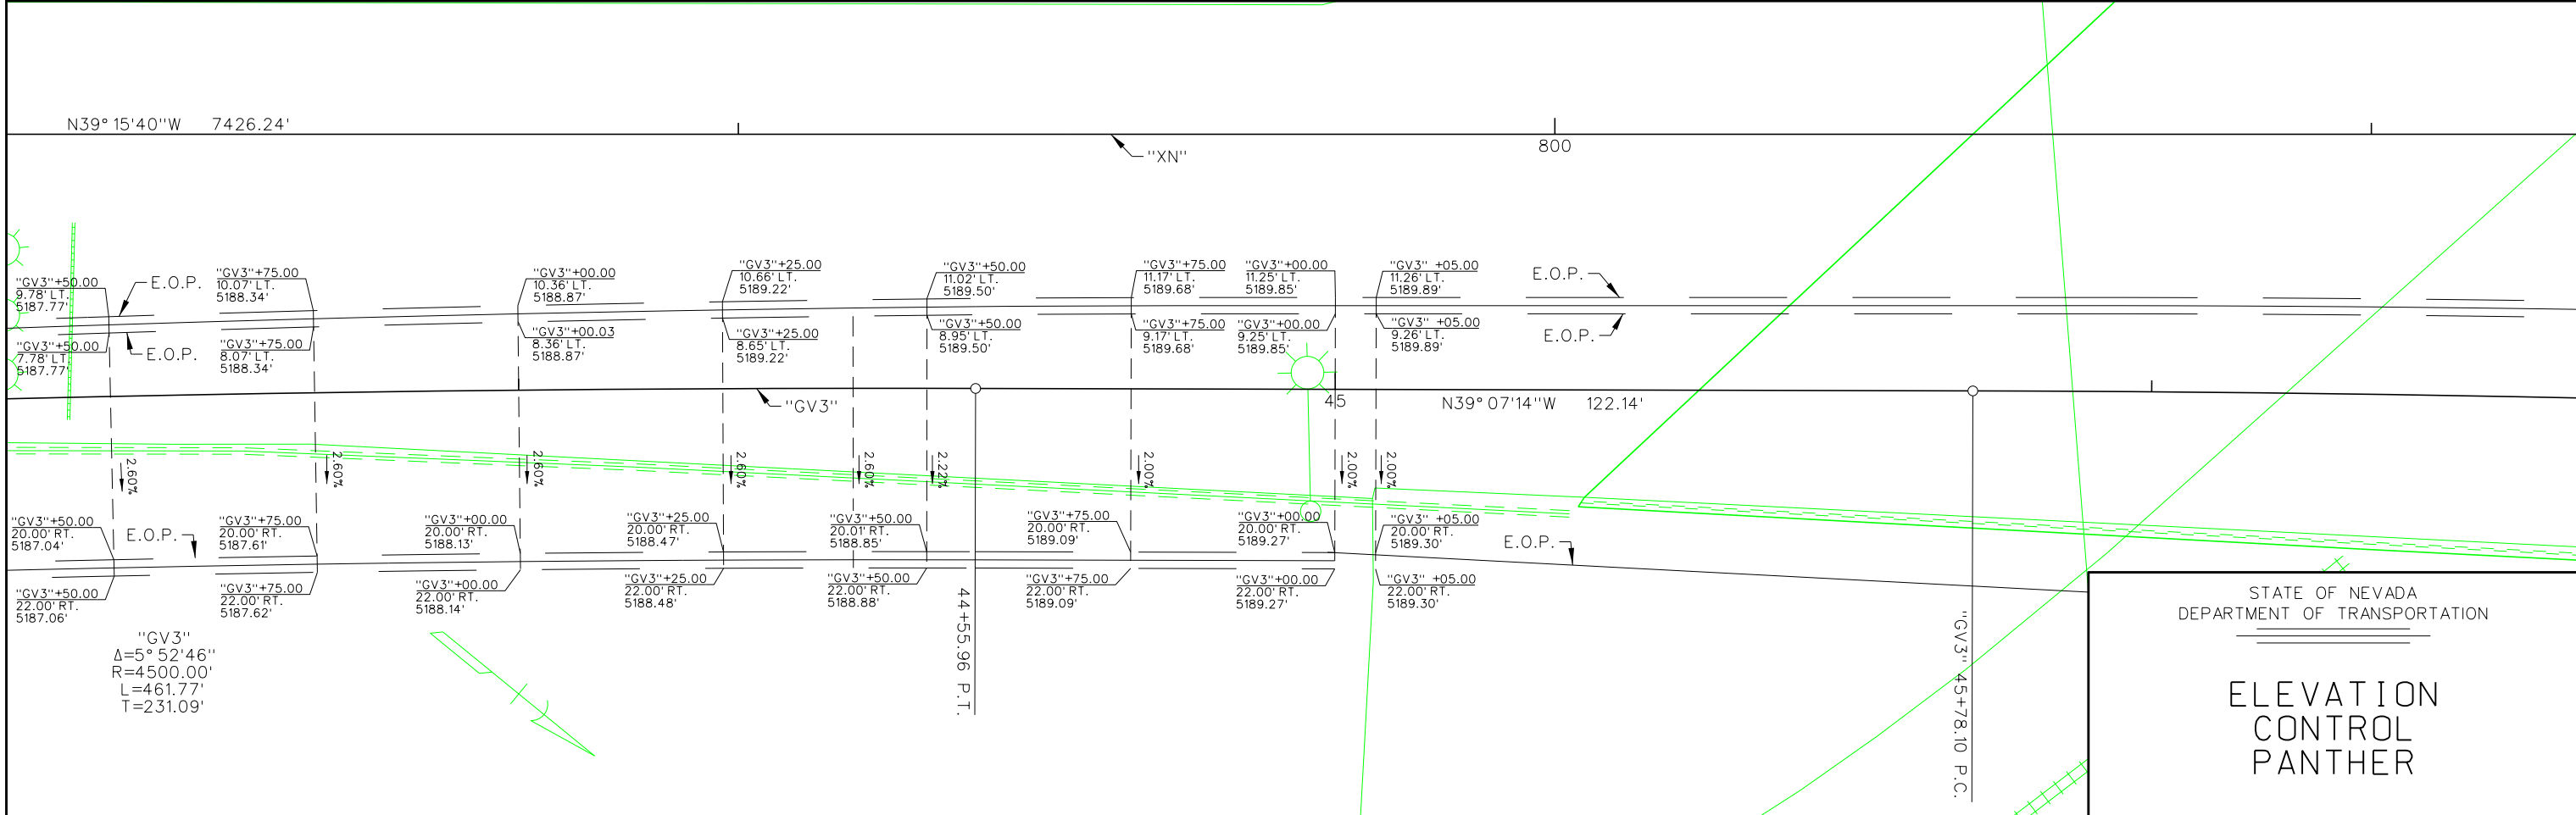 N39°15'40"W 7426.24'
"XN"
800
"GV3"+50.00
9.78' LT.
5187.77'
E.O.P.
"GV3"+75.00
10.07' LT.
5188.34'
"GV3"+00.00
10.36' LT.
5188.87'
"GV3"+25.00
10.66' LT.
5189.22'
"GV3"+50.00
11.02' LT.
5189.50'
"GV3"+75.00
11.17' LT.
5189.68'
"GV3"+00.00
11.25' LT.
5189.85'
"GV3" +05.00
11.26' LT.
5189.89'
E.O.P.
"GV3"+50.00
7.78' LT.
5187.77'
E.O.P.
"GV3"+75.00
8.07' LT.
5188.34'
"GV3"+00.03
8.36' LT.
5188.87'
"GV3"+25.00
8.65' LT.
5189.22'
"GV3"+50.00
8.95' LT.
5189.50'
"GV3"+75.00
9.17' LT.
5189.68'
"GV3"+00.00
9.25' LT.
5189.85'
"GV3" +05.00
9.26' LT.
5189.89'
E.O.P.
"GV3"
45
N39°07'14"W 122.14'
2.60%
2.60%
2.60%
2.60%
2.60%
2.22%
2.00%
2.00%
2.00%
"GV3"+50.00
20.00' RT.
5187.04'
E.O.P.
"GV3"+75.00
20.00' RT.
5187.61'
"GV3"+00.00
20.00' RT.
5188.13'
"GV3"+25.00
20.00' RT.
5188.47'
"GV3"+50.00
20.01' RT.
5188.85'
"GV3"+75.00
20.00' RT.
5189.09'
"GV3"+00.00
20.00' RT.
5189.27'
"GV3" +05.00
20.00' RT.
5189.30'
E.O.P.
"GV3"+50.00
22.00' RT.
5187.06'
"GV3"+75.00
22.00' RT.
5187.62'
"GV3"+00.00
22.00' RT.
5188.14'
"GV3"+25.00
22.00' RT.
5188.48'
"GV3"+50.00
22.00' RT.
5188.88'
"GV3"+75.00
22.00' RT.
5189.09'
"GV3"+00.00
22.00' RT.
5189.27'
"GV3" +05.00
22.00' RT.
5189.30'
"GV3"
Δ=5°52'46"
R=4500.00'
L=461.77'
T=231.09'
44+55.96 P.T.
"GV3" 45+78.10 P.C.
STATE OF NEVADA
DEPARTMENT OF TRANSPORTATION
ELEVATION
CONTROL
PANTHER